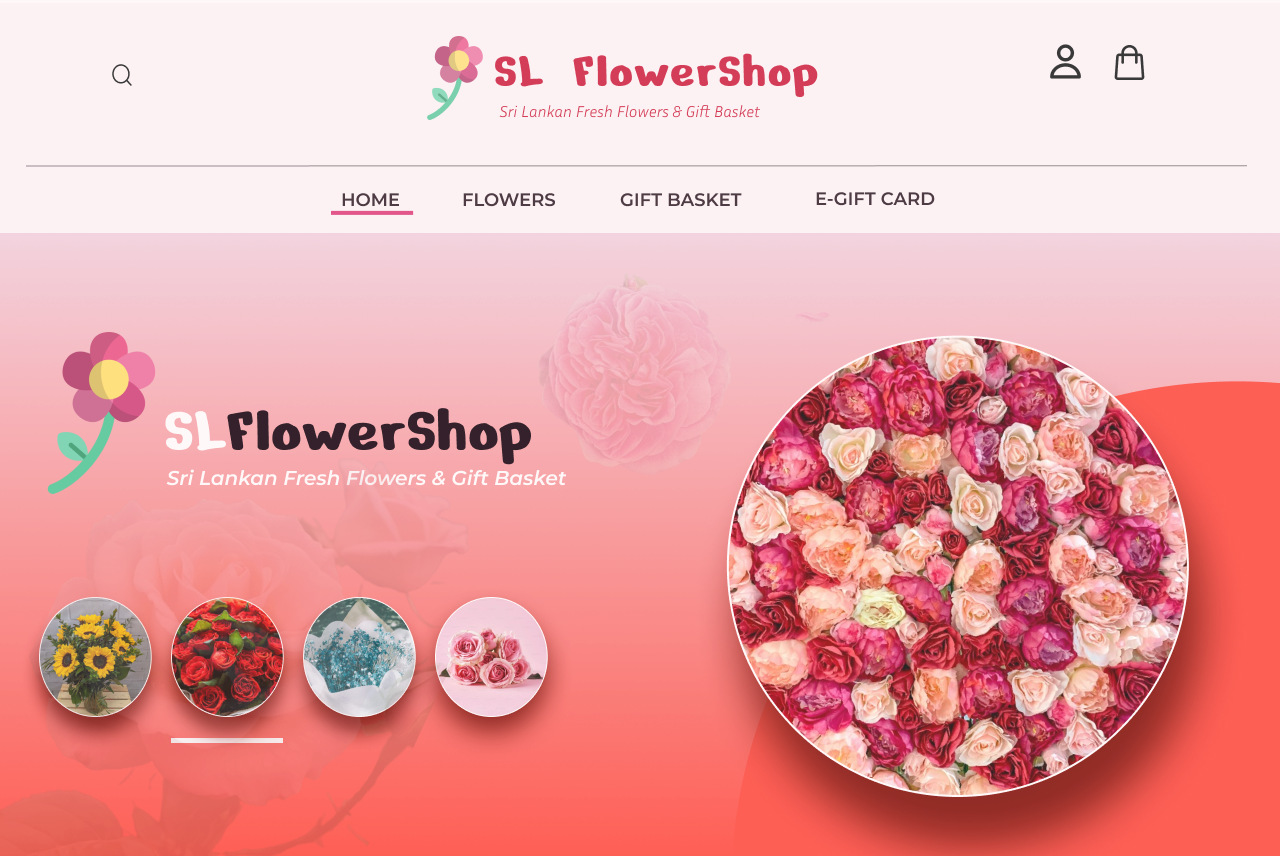 SL FlowerShop
Sri Lankan Fresh Flowers & Gift Basket
HOME FLOWERS GIFT BASKET E-GIFT CARD
SLFlowerShop
Sri Lankan Fresh Flowers & Gift Basket